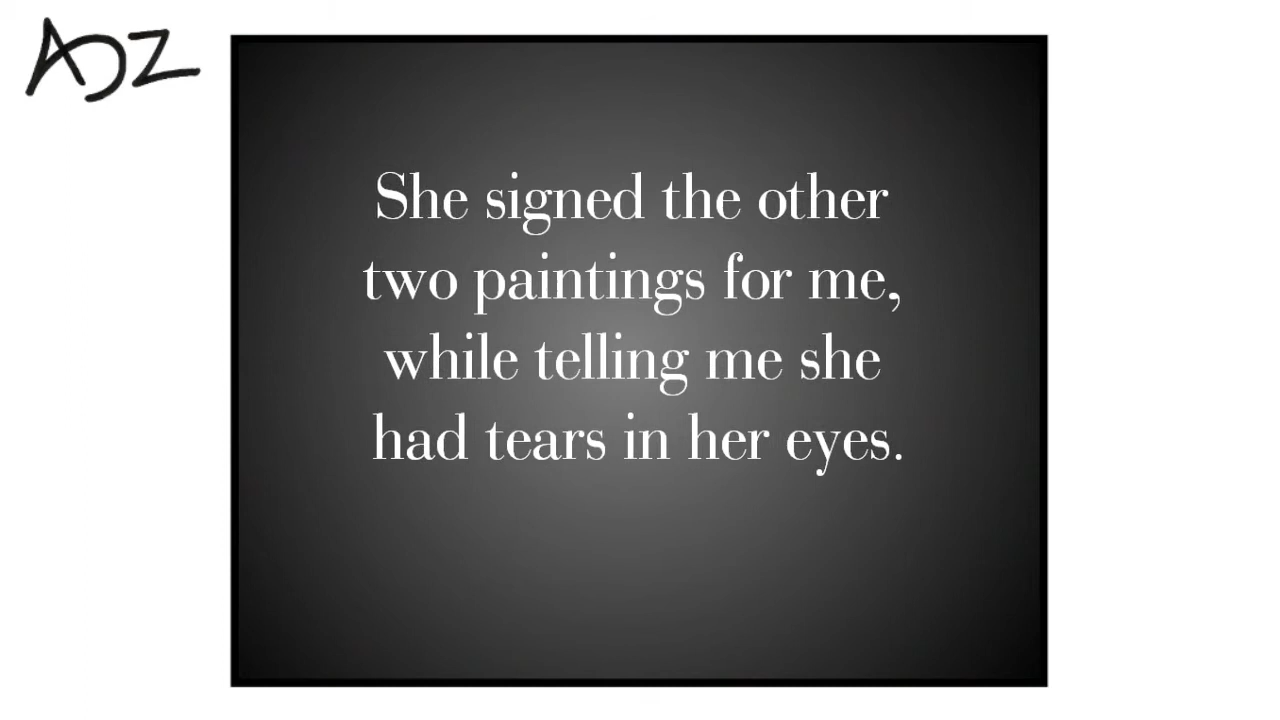 ADZ
She signed the other
two paintings for me,
while telling me she
had tears in her eyes.